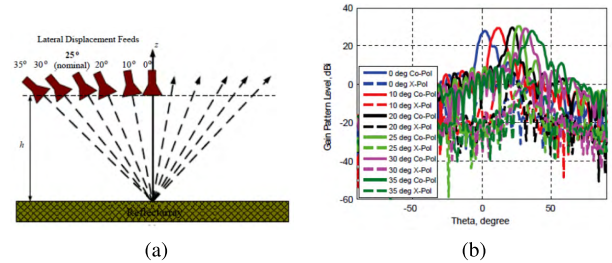 Lateral Displacement Feeds
25°
35° 30° (nominal) 20° 10° 0° z
h
Reflectarray
(a)
40
20
0
-20
-40
-60
Gain Pattern Level, dBi
0 deg Co-Pol
0 deg X-Pol
10 deg Co-Pol
10 deg X-Pol
20 deg Co-Pol
20 deg X-Pol
25 deg Co-Pol
25 deg X-Pol
30 deg Co-Pol
30 deg X-Pol
35 deg Co-Pol
35 deg X-Pol
-50 0 50
Theta, degree
(b)